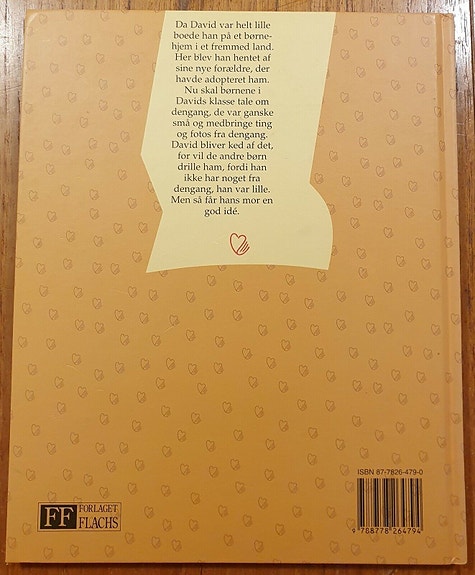 Da David var helt lille
boede han på et børne-
hjem i et fremmed land.
Her blev han hentet af
sine nye forældre, der
havde adopteret ham.
Nu skal børnene i
Davids klasse tale om
dengang, de var ganske
små og medbringe ting
og fotos fra dengang.
David bliver ked af det,
for vil de andre børn
drille ham, fordi han
ikke har noget fra
dengang, han var lille.
Men så får hans mor en
god idé.
ISBN 87-7826-479-0
9 788778 264794
FF FORLAGET
FLACHS